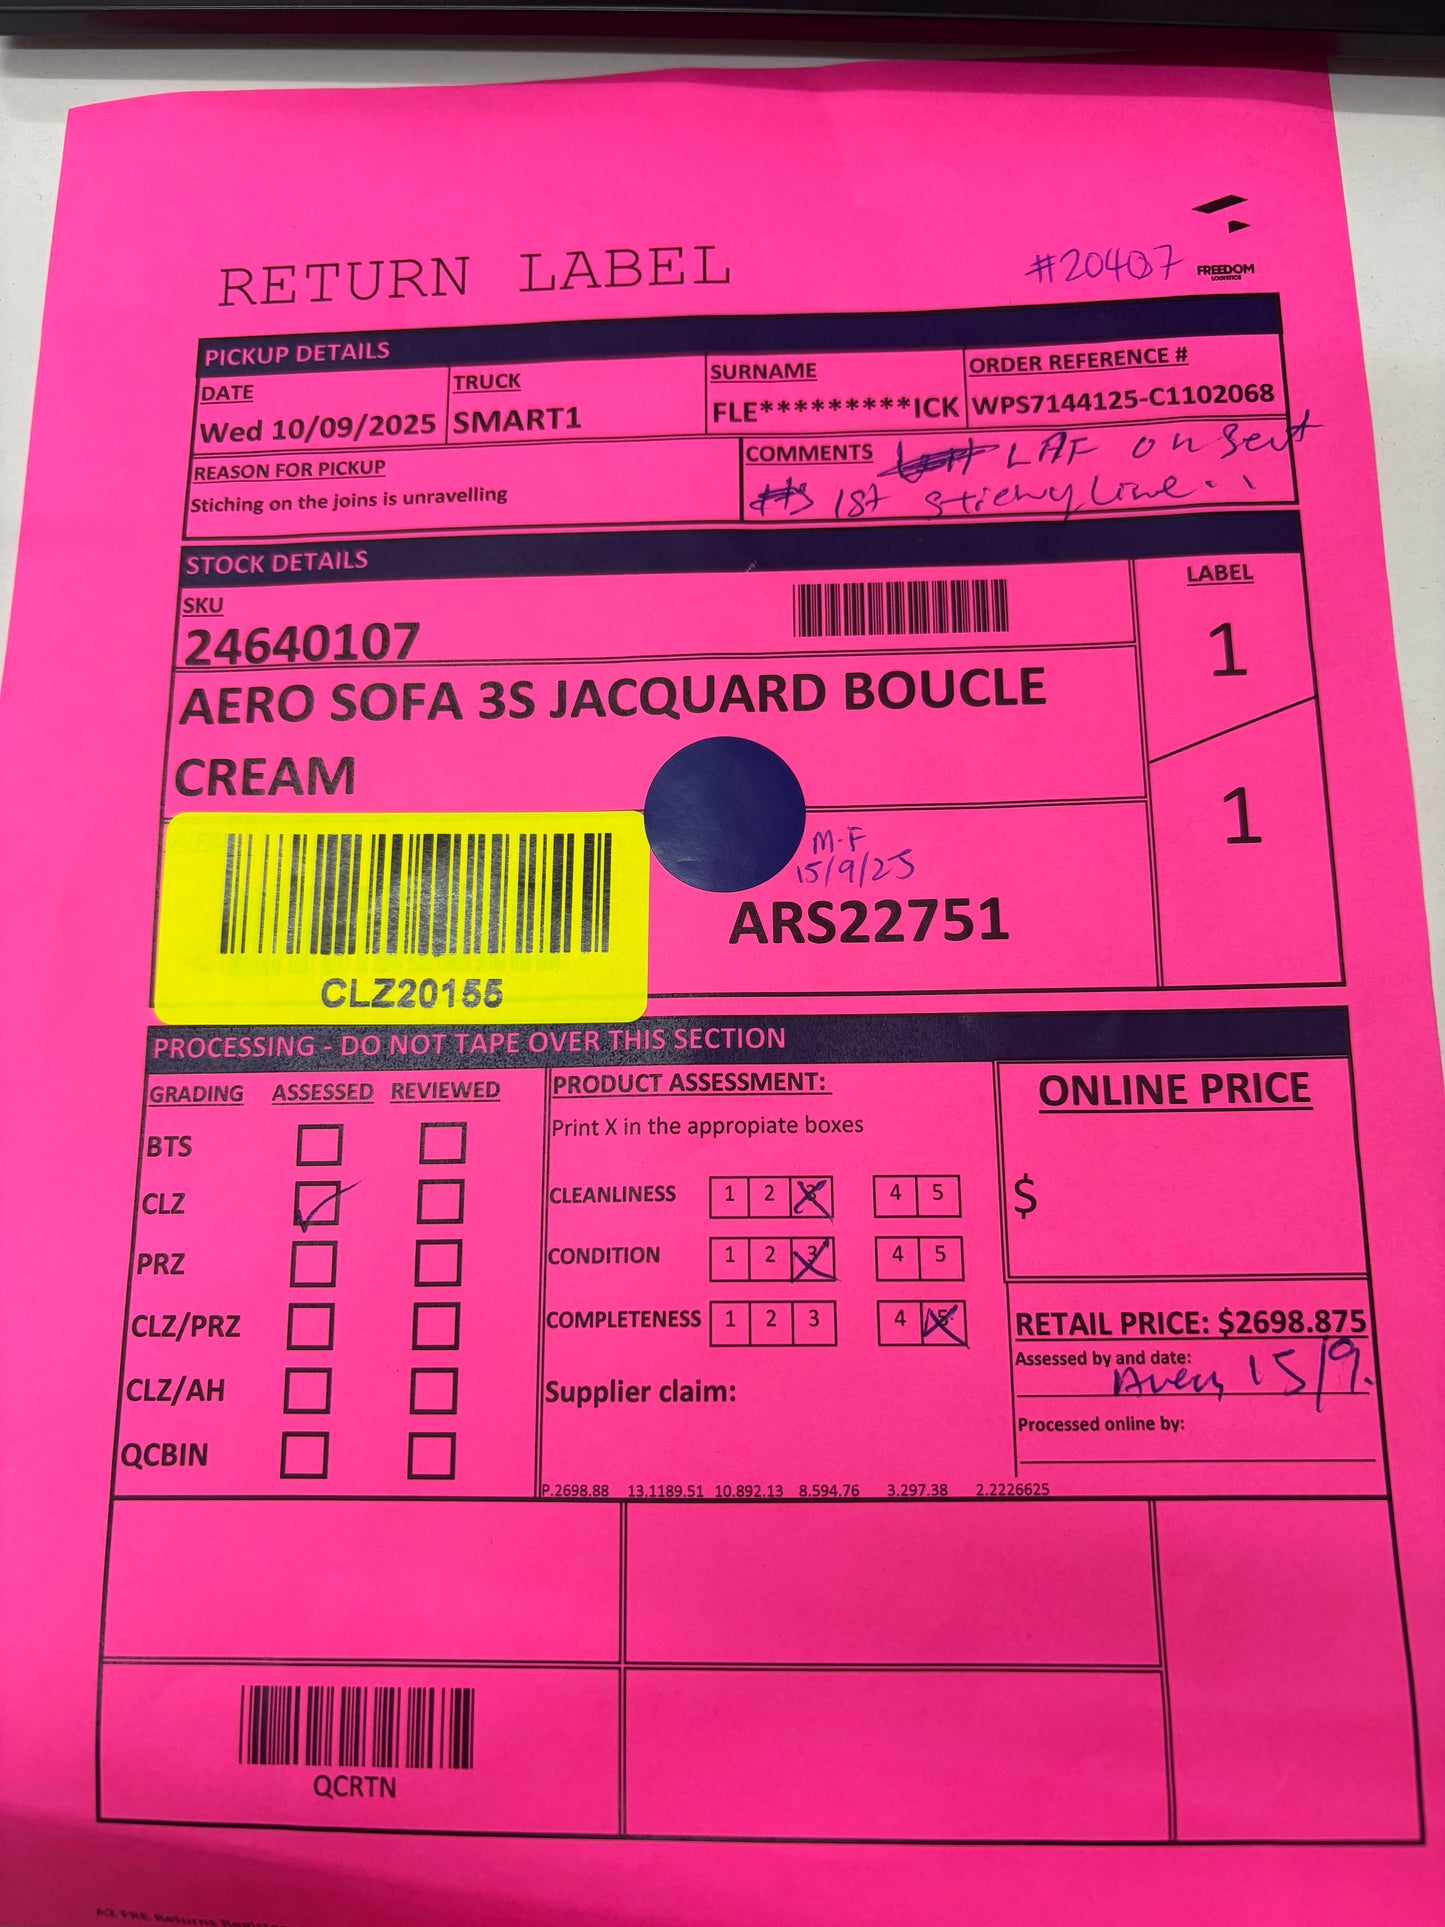 RETURN LABEL
#20407
FREEDOM
LOGISTICS
PICKUP DETAILS
DATE
Wed 10/09/2025
TRUCK
SMART1
SURNAME
FLE*********ICK
ORDER REFERENCE #
WPS7144125-C1102068
REASON FOR PICKUP
Stiching on the joins is unravelling
COMMENTS
LAF on Seat
1st stichy Line..
STOCK DETAILS
SKU
24640107
LABEL
1
1
AERO SOFA 3S JACQUARD BOUCLE
CREAM
M-F
15/9/25
ARS22751
CLZ20155
PROCESSING - DO NOT TAPE OVER THIS SECTION
GRADING ASSESSED REVIEWED
BTS
CLZ
PRZ
CLZ/PRZ
CLZ/AH
QCBIN
PRODUCT ASSESSMENT:
Print X in the appropiate boxes
CLEANLINESS 1 2 3 4 5
CONDITION 1 2 3 4 5
COMPLETENESS 1 2 3 4 5
Supplier claim:
P.2698.88 13.1189.51 10.892.13 8.594.76 3.297.38 2.2226625
ONLINE PRICE
$
RETAIL PRICE: $2698.875
Assessed by and date:
15/9.
Processed online by:
QCRTN